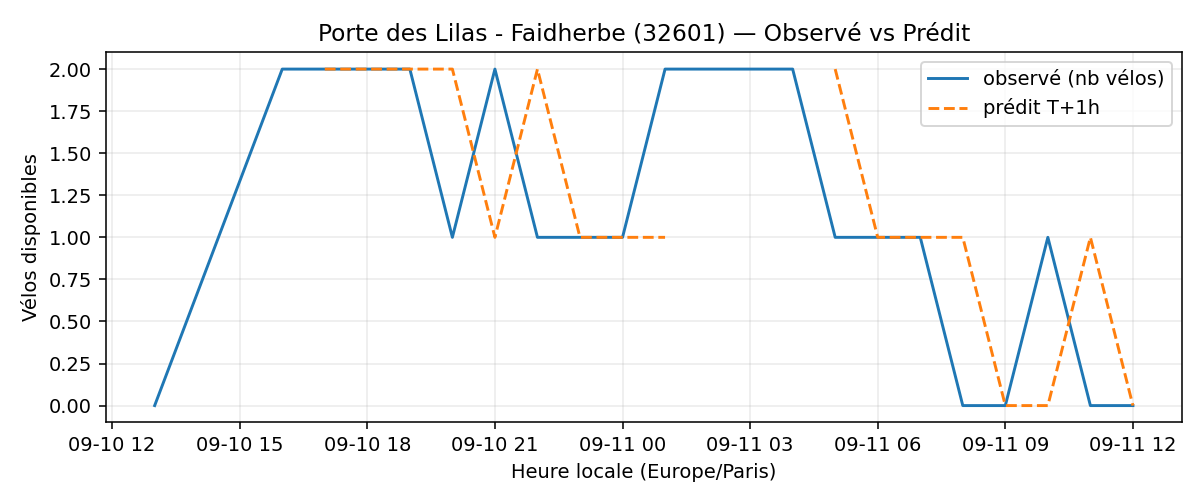 Porte des Lilas - Faidherbe (32601) — Observé vs Prédit
observé (nb vélos)
prédit T+1h
Vélos disponibles
2.00
1.75
1.50
1.25
1.00
0.75
0.50
0.25
0.00
09-10 12 09-10 15 09-10 18 09-10 21 09-11 00 09-11 03 09-11 06 09-11 09 09-11 12
Heure locale (Europe/Paris)